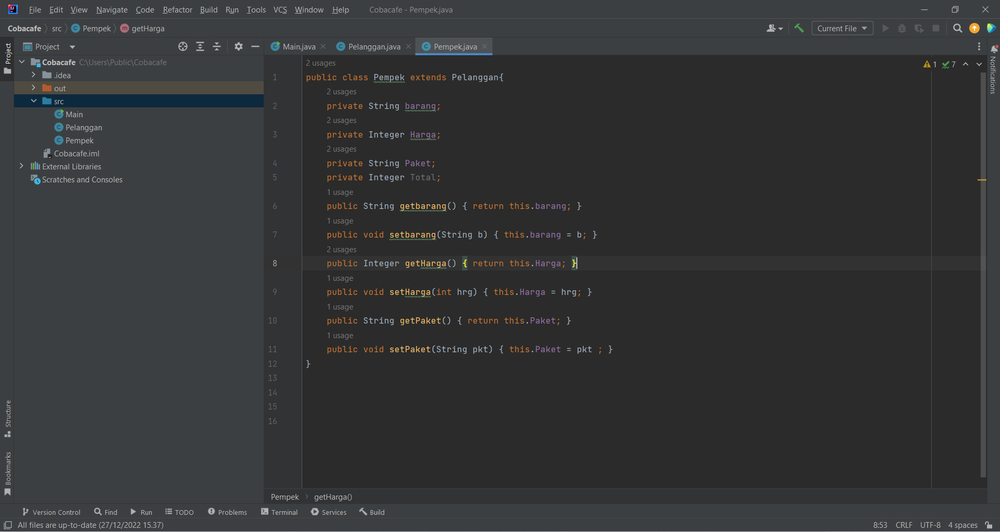 File Edit View Navigate Code Refactor Build Run Tools VCS Window Help Cobacafe - Pempek.java
Cobacafe src Pempek getHarga Current File
Project Main.java Pelanggan.java Pempek.java
Project
Cobacafe C:\Users\Public\Cobacafe
.idea
out
src
Main
Pelanggan
Pempek
Cobacafe.iml
External Libraries
Scratches and Consoles
Structure
Bookmarks
2 usages
1 7
1 public class Pempek extends Pelanggan{
2 usages
2 private String barang;
2 usages
3 private Integer Harga;
2 usages
4 private String Paket;
5 private Integer Total;
1 usage
6 public String getbarang() { return this.barang; }
1 usage
7 public void setbarang(String b) { this.barang = b; }
2 usages
8 public Integer getHarga() { return this.Harga; }
1 usage
9 public void setHarga(int hrg) { this.Harga = hrg; }
1 usage
10 public String getPaket() { return this.Paket; }
1 usage
11 public void setPaket(String pkt) { this.Paket = pkt ; }
12 }
13
14
15
16
Notifications
Pempek getHarga()
Version Control Find Run TODO Problems Terminal Services Build
All files are up-to-date (27/12/2022 15.37) 8:53 CRLF UTF-8 4 spaces